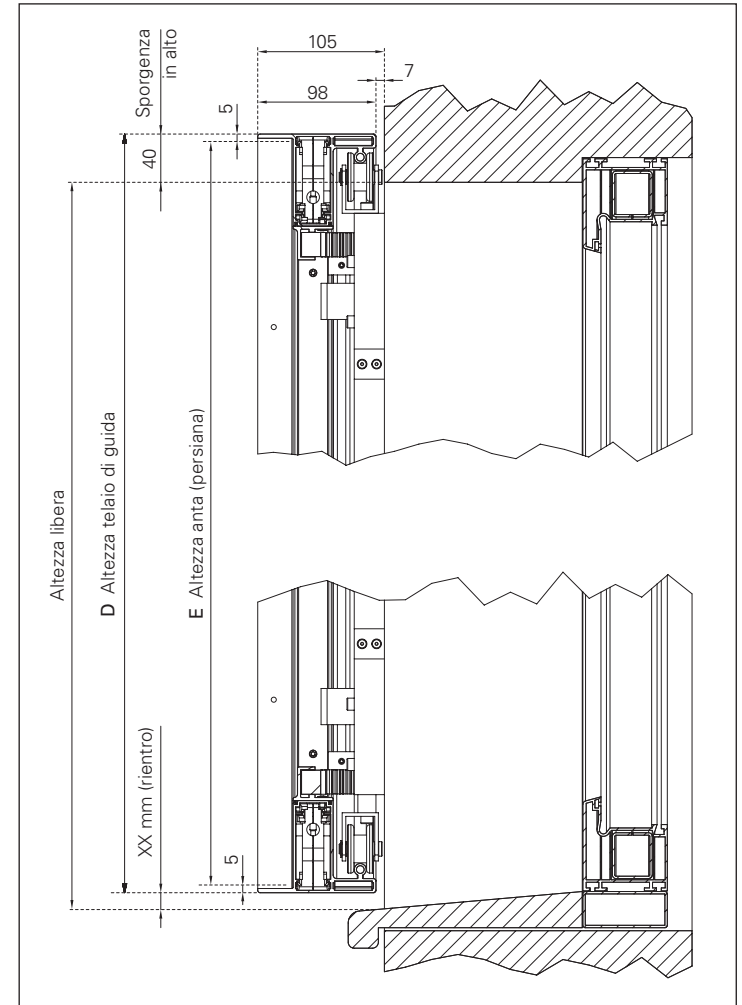 105
98
7
5
40
Sporgenza
in alto
Altezza libera
D Altezza telaio di guida
E Altezza anta (persiana)
XX mm (rientro)
5